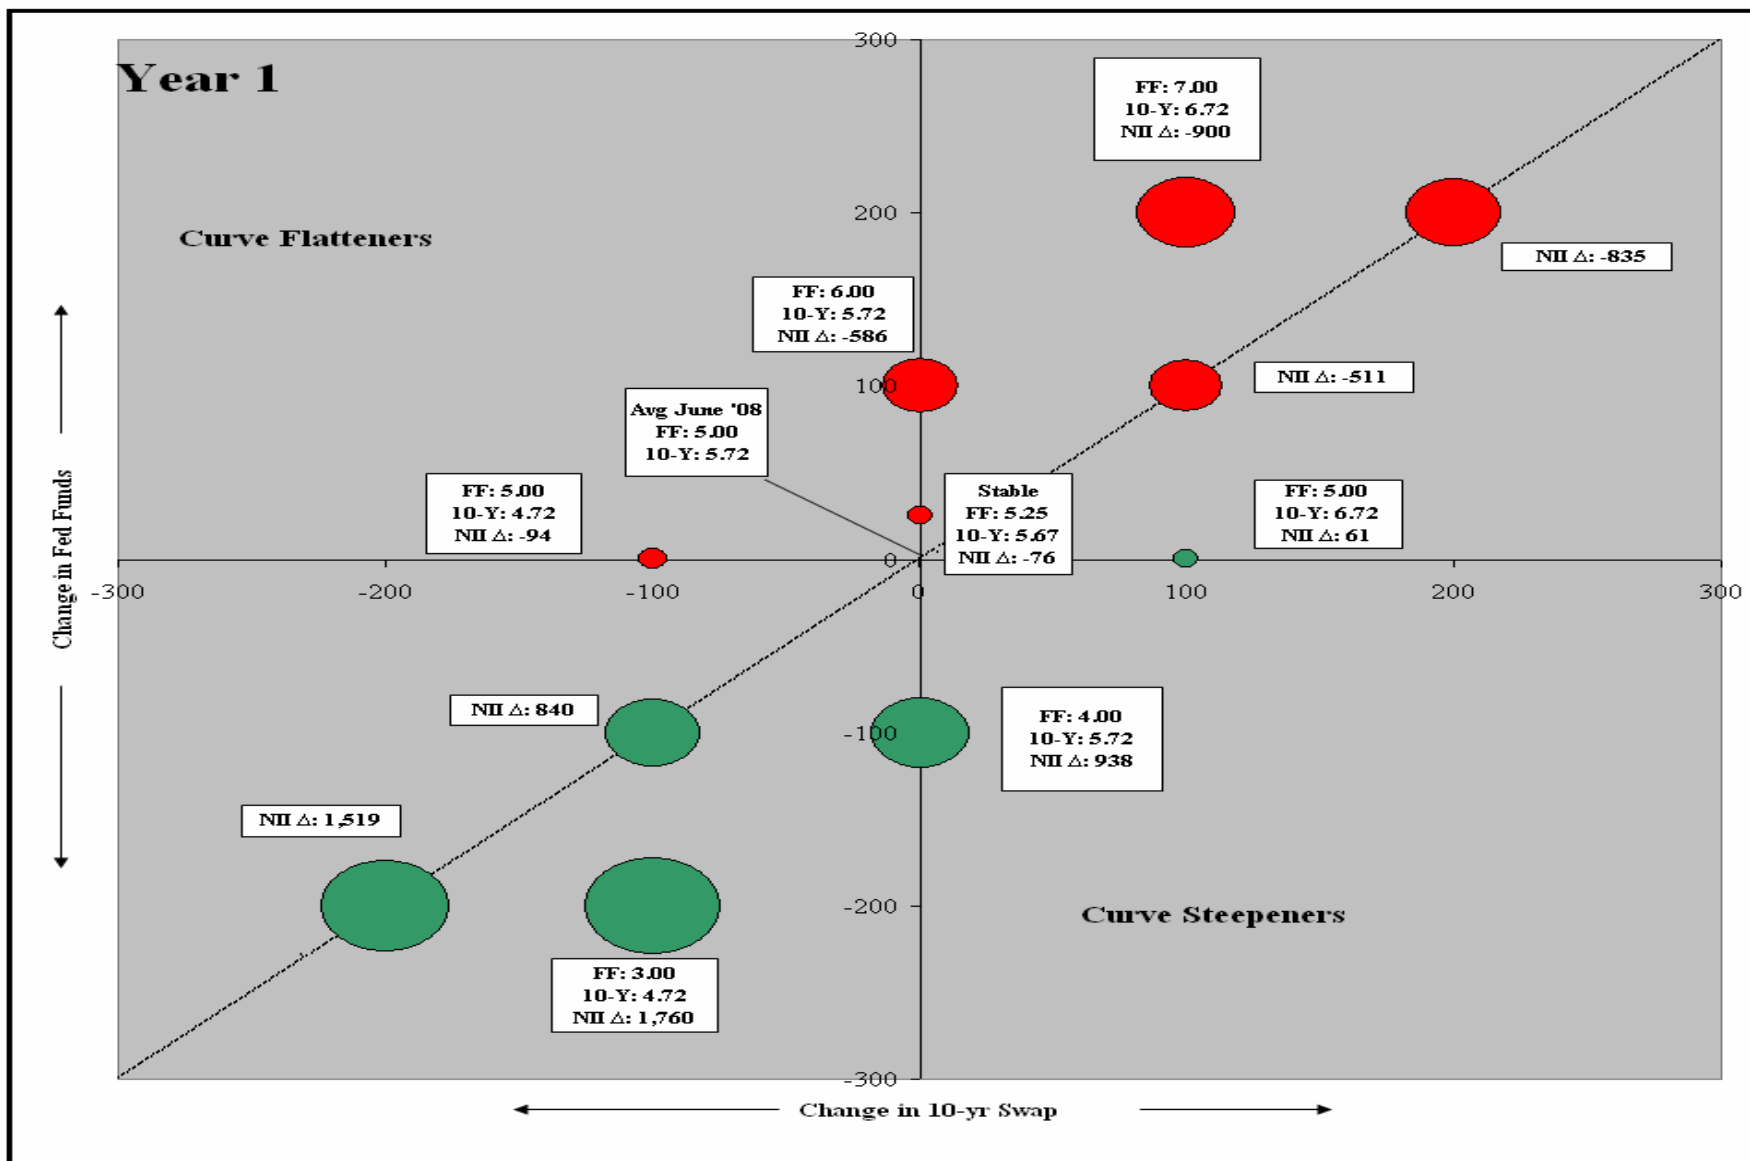 Year 1
300
FF: 7.00
10-Y: 6.72
NII Δ: -900
200
Curve Flatteners
NII Δ: -835
FF: 6.00
10-Y: 5.72
NII Δ: -586
100
NII Δ: -511
Avg June '08
FF: 5.00
10-Y: 5.72
FF: 5.00
10-Y: 4.72
NII Δ: -94
Stable
FF: 5.25
10-Y: 5.67
NII Δ: -76
FF: 5.00
10-Y: 6.72
NII Δ: 61
Change in Fed Funds
0
-300 -200 -100 0 100 200 300
NII Δ: 840
-100
FF: 4.00
10-Y: 5.72
NII Δ: 938
NII Δ: 1,519
-200
Curve Steepeners
FF: 3.00
10-Y: 4.72
NII Δ: 1,760
-300
Change in 10-yr Swap